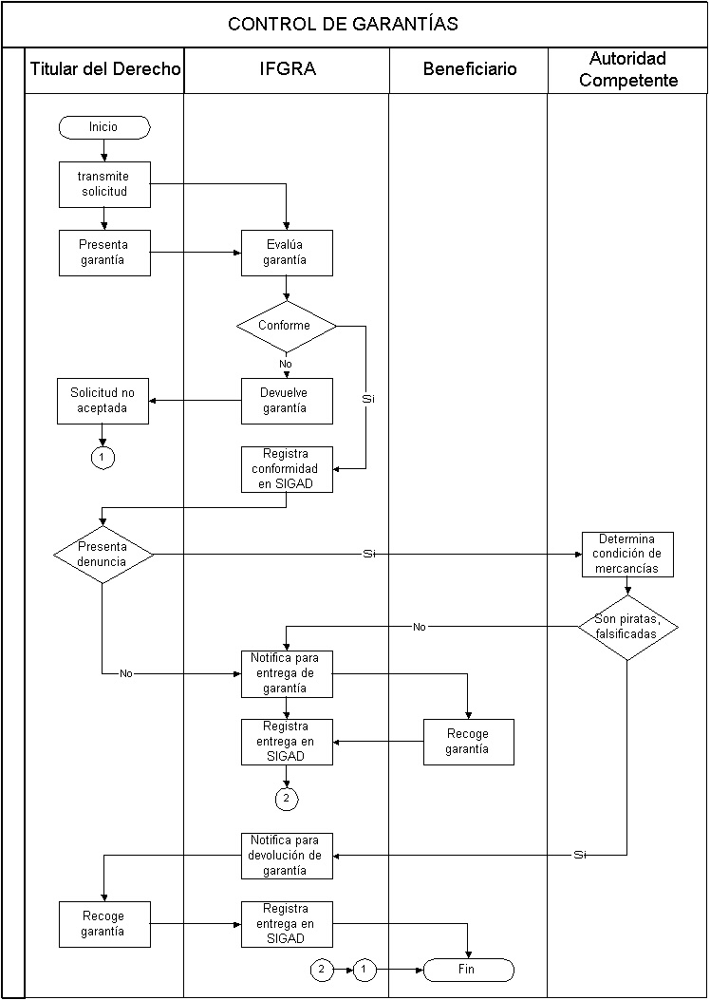 CONTROL DE GARANTÍAS
Titular del Derecho
IFGRA
Beneficiario
Autoridad
Competente
Inicio
transmite
solicitud
Presenta
garantía
Evalúa
garantía
Conforme
No
Si
Solicitud no
aceptada
Devuelve
garantía
1
Registra
conformidad
en SIGAD
Presenta
denuncia
Si
Determina
condición de
mercancías
Son piratas,
falsificadas
No
No
Notifica para
entrega de
garantía
Registra
entrega en
SIGAD
Recoge
garantía
2
Notifica para
devolución de
garantía
Si
Recoge
garantía
Registra
entrega en
SIGAD
2
1
Fin